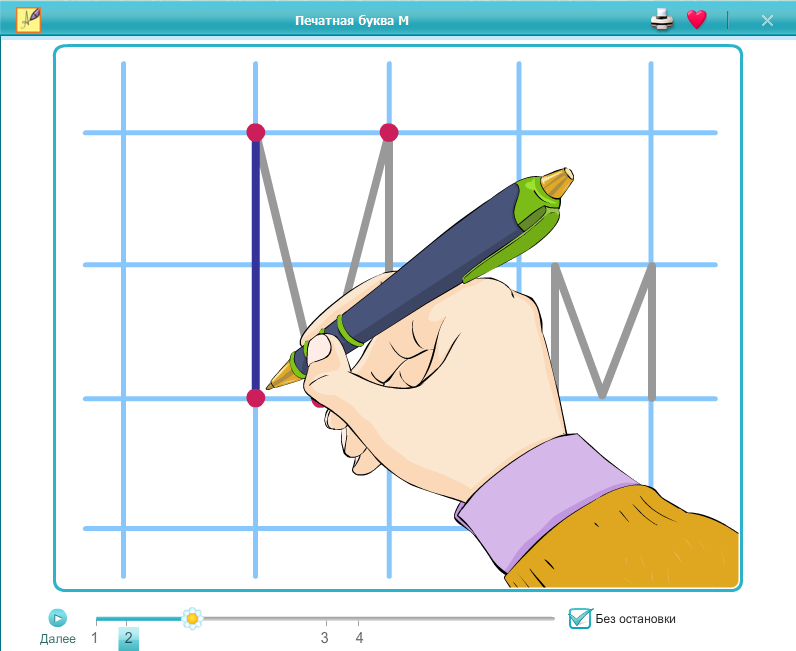 Печатная буква М
М м
Далее 1 2 3 4
Без остановки